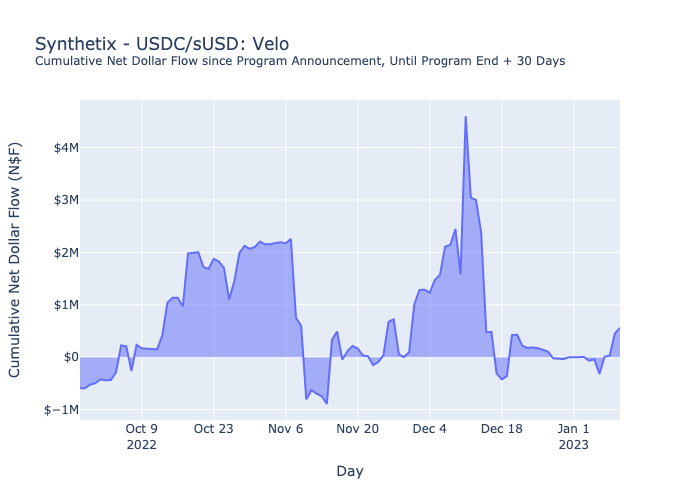 Synthetix - USDC/sUSD: Velo
Cumulative Net Dollar Flow since Program Announcement, Until Program End + 30 Days
Cumulative Net Dollar Flow (N$F)
$4M
$3M
$2M
$1M
$0
$−1M
Oct 9
2022
Oct 23
Nov 6
Nov 20
Dec 4
Dec 18
Jan 1
2023
Day